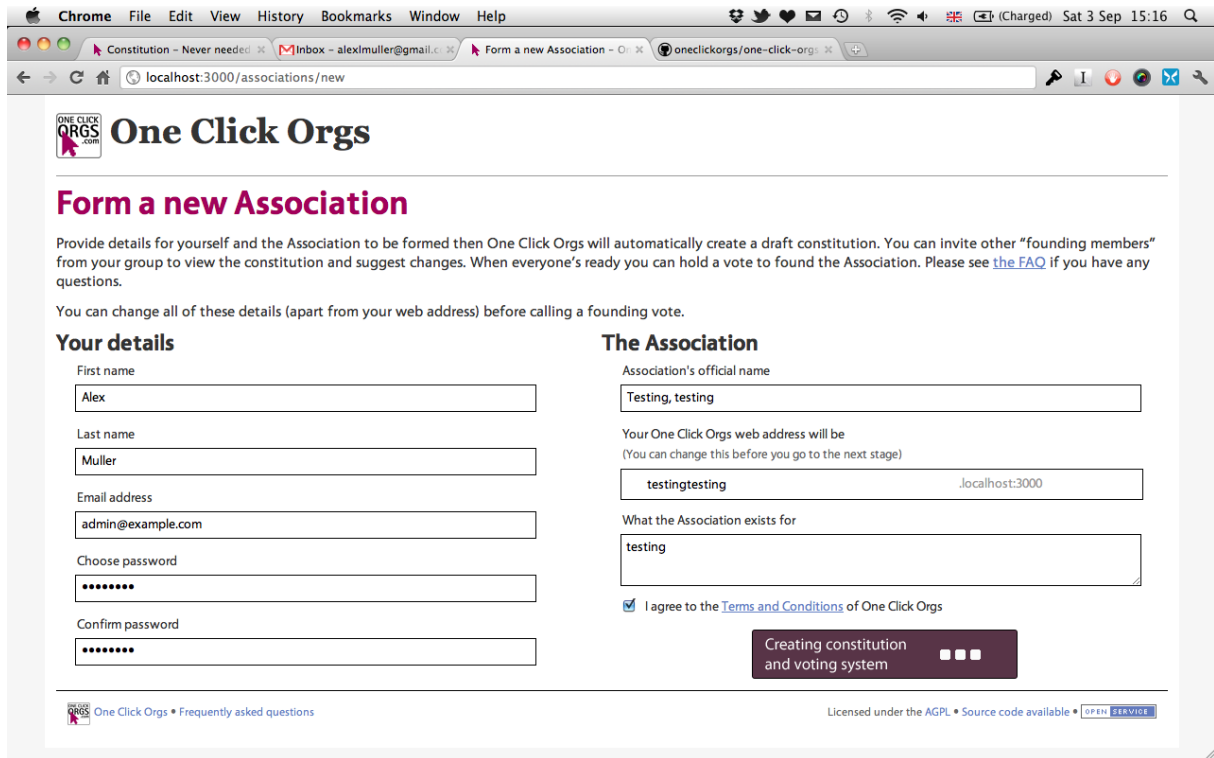 Chrome File Edit View History Bookmarks Window Help (Charged) Sat 3 Sep 15:16
Constitution – Never needed Inbox – alexlmuller@gmail.c Form a new Association – On oneclickorgs/one-click-orgs
localhost:3000/associations/new
ONE CLICK
ORGS
.com
One Click Orgs
Form a new Association
Provide details for yourself and the Association to be formed then One Click Orgs will automatically create a draft constitution. You can invite other “founding members”
from your group to view the constitution and suggest changes. When everyone’s ready you can hold a vote to found the Association. Please see the FAQ if you have any
questions.
You can change all of these details (apart from your web address) before calling a founding vote.
Your details
First name
Alex
Last name
Muller
Email address
admin@example.com
Choose password
••••••••
Confirm password
••••••••
The Association
Association's official name
Testing, testing
Your One Click Orgs web address will be
(You can change this before you go to the next stage)
testingtesting .localhost:3000
What the Association exists for
testing
I agree to the Terms and Conditions of One Click Orgs
Creating constitution
and voting system
ONE CLICK
ORGS
One Click Orgs • Frequently asked questions
Licensed under the AGPL • Source code available • OPEN SERVICE